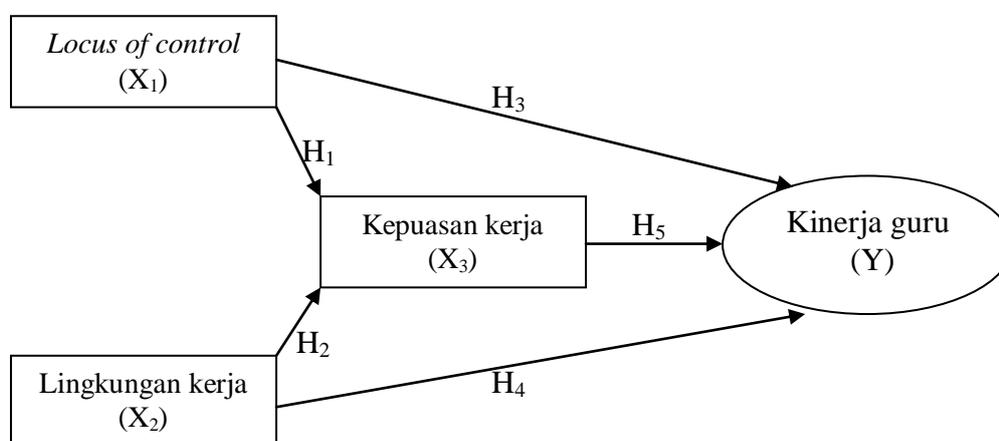 Locus of control
(X₁)
H₃
H₁
Kepuasan kerja
(X₃)
H₅
Kinerja guru
(Y)
H₂
Lingkungan kerja
(X₂)
H₄